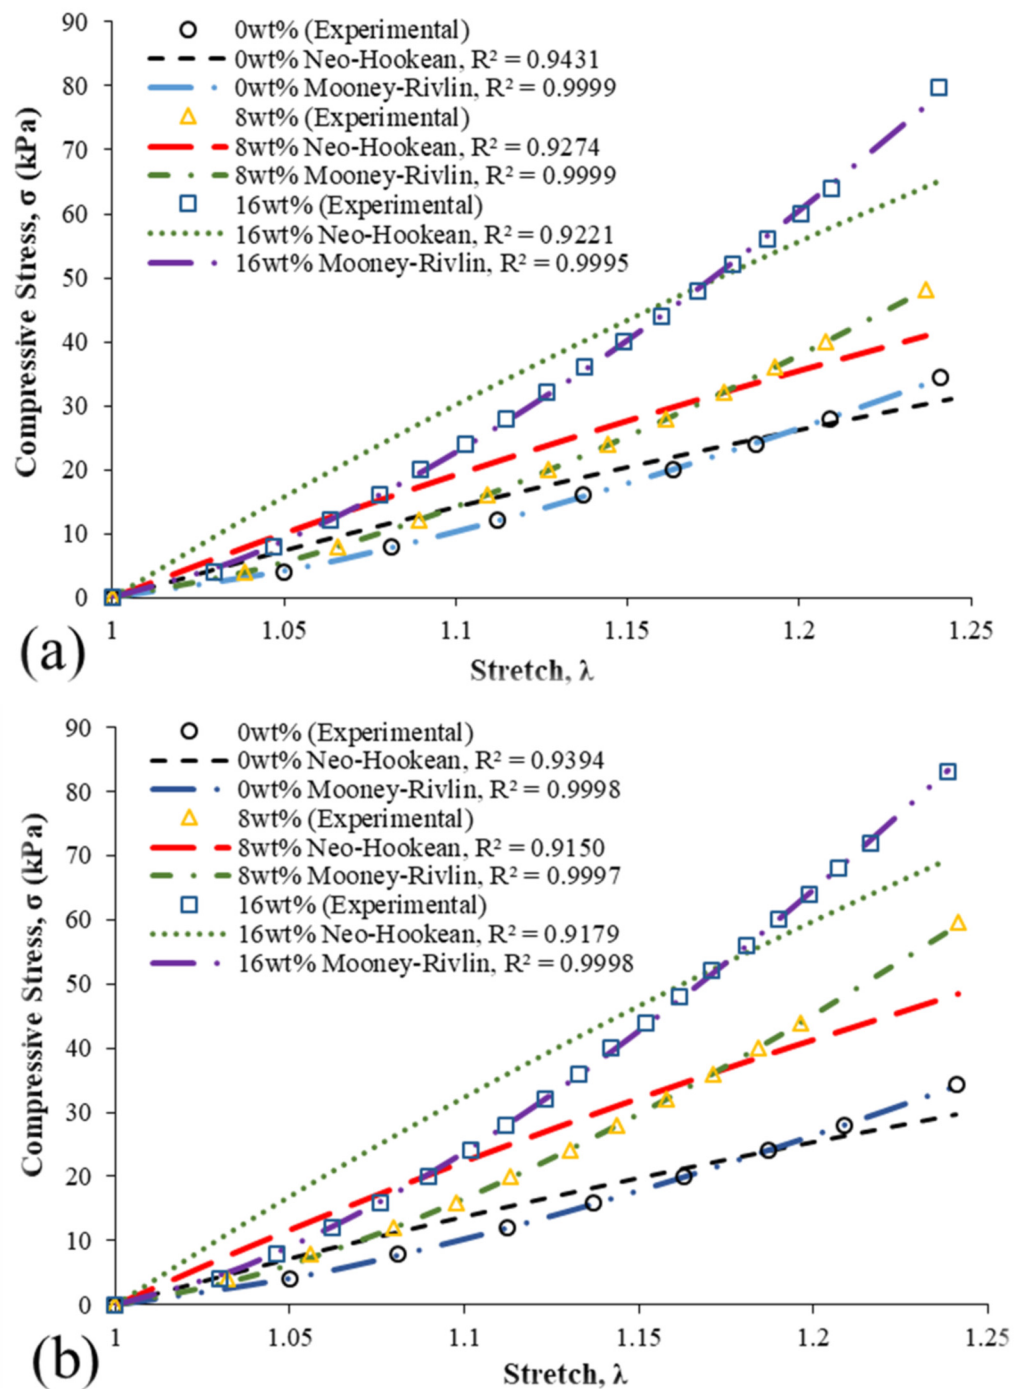 90
80
70
60
50
40
30
20
10
0
Compressive Stress, σ (kPa)
0wt% (Experimental)
0wt% Neo-Hookean, R² = 0.9431
0wt% Mooney-Rivlin, R² = 0.9999
8wt% (Experimental)
8wt% Neo-Hookean, R² = 0.9274
8wt% Mooney-Rivlin, R² = 0.9999
16wt% (Experimental)
16wt% Neo-Hookean, R² = 0.9221
16wt% Mooney-Rivlin, R² = 0.9995
1 1.05 1.1 1.15 1.2 1.25
(a)
Stretch, λ
90
80
70
60
50
40
30
20
10
0
Compressive Stress, σ (kPa)
0wt% (Experimental)
0wt% Neo-Hookean, R² = 0.9394
0wt% Mooney-Rivlin, R² = 0.9998
8wt% (Experimental)
8wt% Neo-Hookean, R² = 0.9150
8wt% Mooney-Rivlin, R² = 0.9997
16wt% (Experimental)
16wt% Neo-Hookean, R² = 0.9179
16wt% Mooney-Rivlin, R² = 0.9998
1 1.05 1.1 1.15 1.2 1.25
(b)
Stretch, λ